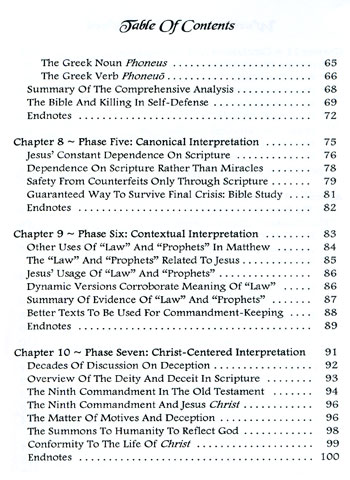 Table Of Contents
The Greek Noun Phoneus . . . . . . . . . . . . . . . . . . 65
The Greek Verb Phoneuō . . . . . . . . . . . . . . . . . . 66
Summary Of The Comprehensive Analysis . . . . . . . . 68
The Bible And Killing In Self-Defense . . . . . . . . . . . 69
Endnotes . . . . . . . . . . . . . . . . . . . . . . . . . . . . . 72
Chapter 8 ~ Phase Five: Canonical Interpretation . . . . . . . . 75
Jesus' Constant Dependence On Scripture . . . . . . . . 76
Dependence On Scripture Rather Than Miracles . . . . . 78
Safety From Counterfeits Only Through Scripture . . . . . 79
Guaranteed Way To Survive Final Crisis: Bible Study . . . . 81
Endnotes . . . . . . . . . . . . . . . . . . . . . . . . . . . . . 82
Chapter 9 ~ Phase Six: Contextual Interpretation . . . . . . . . 83
Other Uses Of "Law" And "Prophets" In Matthew . . . . 84
The "Law" And "Prophets" Related To Jesus . . . . . . . . 85
Jesus' Usage Of "Law" And "Prophets" . . . . . . . . . . . 86
Dynamic Versions Corroborate Meaning Of "Law" . . . . 86
Summary Of Evidence Of "Law" And "Prophets" . . . . . 87
Better Texts To Be Used For Commandment-Keeping . . . . 88
Endnotes . . . . . . . . . . . . . . . . . . . . . . . . . . . . . 89
Chapter 10 ~ Phase Seven: Christ-Centered Interpretation 91
Decades Of Discussion On Deception . . . . . . . . . . . . 92
Overview Of The Deity And Deceit In Scripture . . . . . 93
The Ninth Commandment In The Old Testament . . . . 94
The Ninth Commandment And Jesus Christ . . . . . . . . 96
The Matter Of Motives And Deception . . . . . . . . . . . 96
The Summons To Humanity To Reflect God . . . . . . . . 98
Conformity To The Life Of Christ . . . . . . . . . . . . . . 99
Endnotes . . . . . . . . . . . . . . . . . . . . . . . . . . . . 100